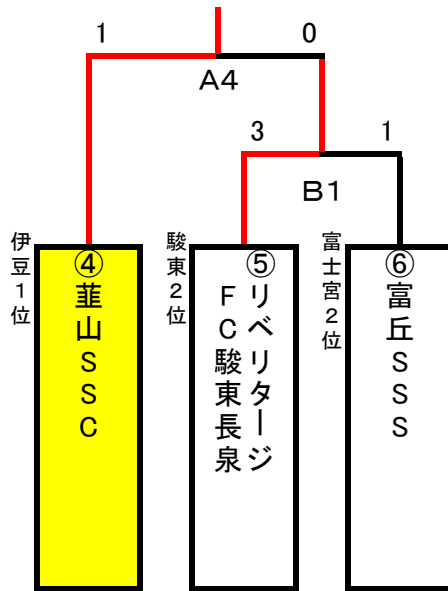 1 0
A4
3 1
B1
伊豆1位
④韮山SSC
駿東2位
⑤リベリタージ
FC駿東長泉
富士宮2位
⑥富丘SSS